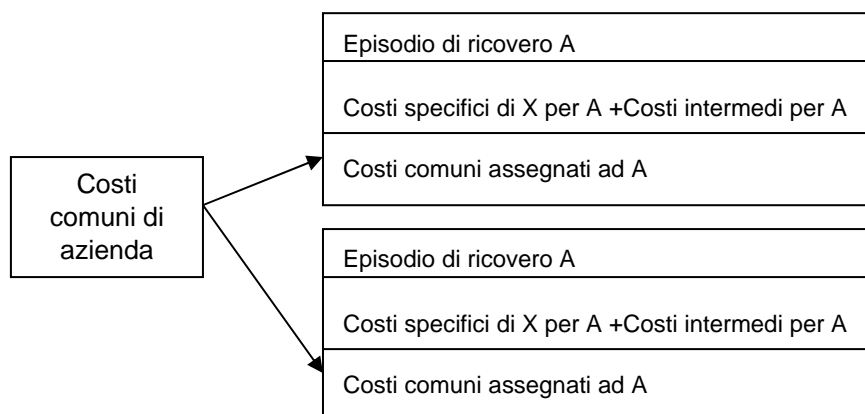 Episodio di ricovero A
Costi specifici di X per A +Costi intermedi per A
Costi comuni assegnati ad A
Costi
comuni di
azienda
Episodio di ricovero A
Costi specifici di X per A +Costi intermedi per A
Costi comuni assegnati ad A